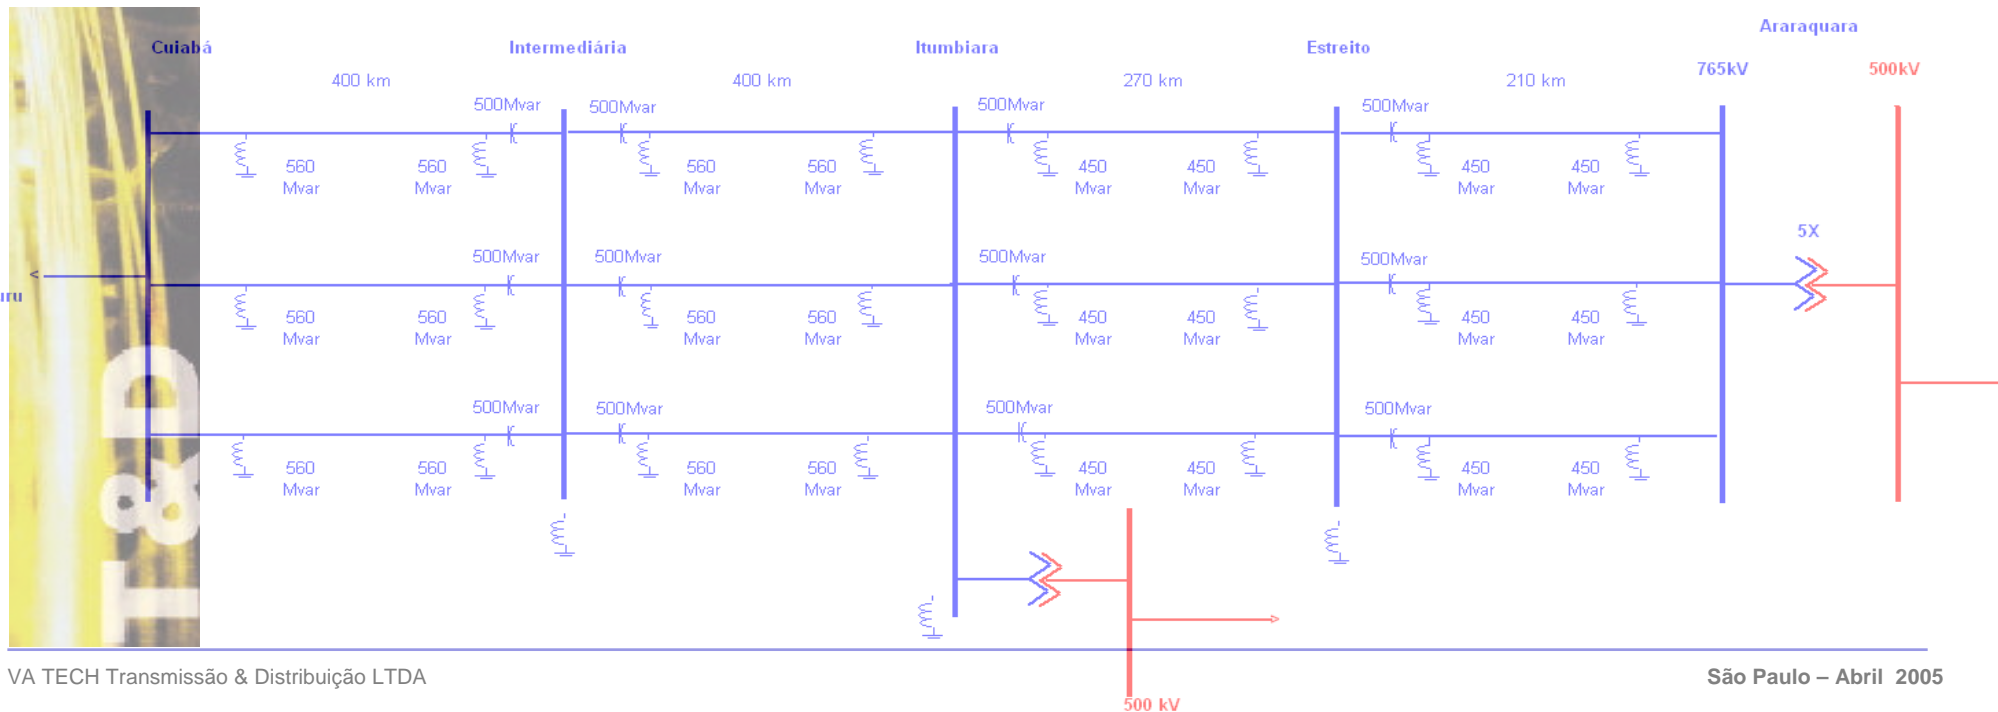 Araraquara
Cuiabá Intermediária Itumbiara Estreito
765kV 500kV
400 km 400 km 270 km 210 km
500Mvar 500Mvar 500Mvar 500Mvar
560 560 560 560 450 450 450 450
Mvar Mvar Mvar Mvar Mvar Mvar Mvar Mvar
5X
500Mvar 500Mvar 500Mvar 500Mvar
uru
560 560 560 560 450 450 450 450
Mvar Mvar Mvar Mvar Mvar Mvar Mvar Mvar
500Mvar 500Mvar 500Mvar 500Mvar
560 560 560 560 450 450 450 450
Mvar Mvar Mvar Mvar Mvar Mvar Mvar Mvar
T&D
VA TECH Transmissão & Distribuição LTDA São Paulo – Abril 2005
500 kV